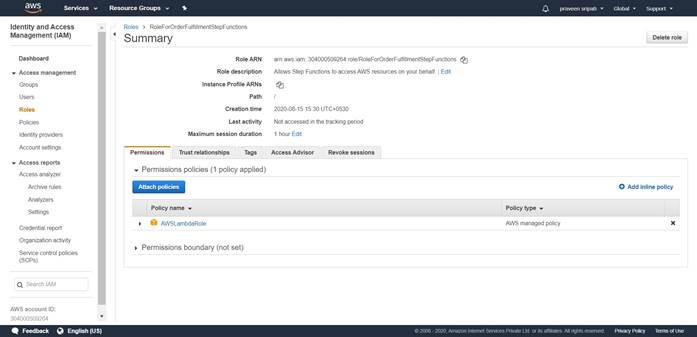 aws
Services
Resource Groups
praveen sripati
Global
Support
Identity and Access
Management (IAM)
Dashboard
Access management
Groups
Users
Roles
Policies
Identity providers
Account settings
Access reports
Access analyzer
Archive rules
Analyzers
Settings
Credential report
Organization activity
Service control policies
(SCPs)
Search IAM
AWS account ID:
304000509264
Roles > RoleForOrderFulfillmentStepFunctions
Summary
Delete role
Role ARN arn:aws:iam::304000509264:role/RoleForOrderFulfillmentStepFunctions
Role description Allows Step Functions to access AWS resources on your behalf. | Edit
Instance Profile ARNs
Path /
Creation time 2020-08-15 15:30 UTC+0530
Last activity Not accessed in the tracking period
Maximum session duration 1 hour Edit
Permissions Trust relationships Tags Access Advisor Revoke sessions
Permissions policies (1 policy applied)
Attach policies
Add inline policy
Policy name Policy type
AWSLambdaRole AWS managed policy
Permissions boundary (not set)
Feedback English (US)
© 2008 - 2020, Amazon Internet Services Private Ltd. or its affiliates. All rights reserved. Privacy Policy Terms of Use